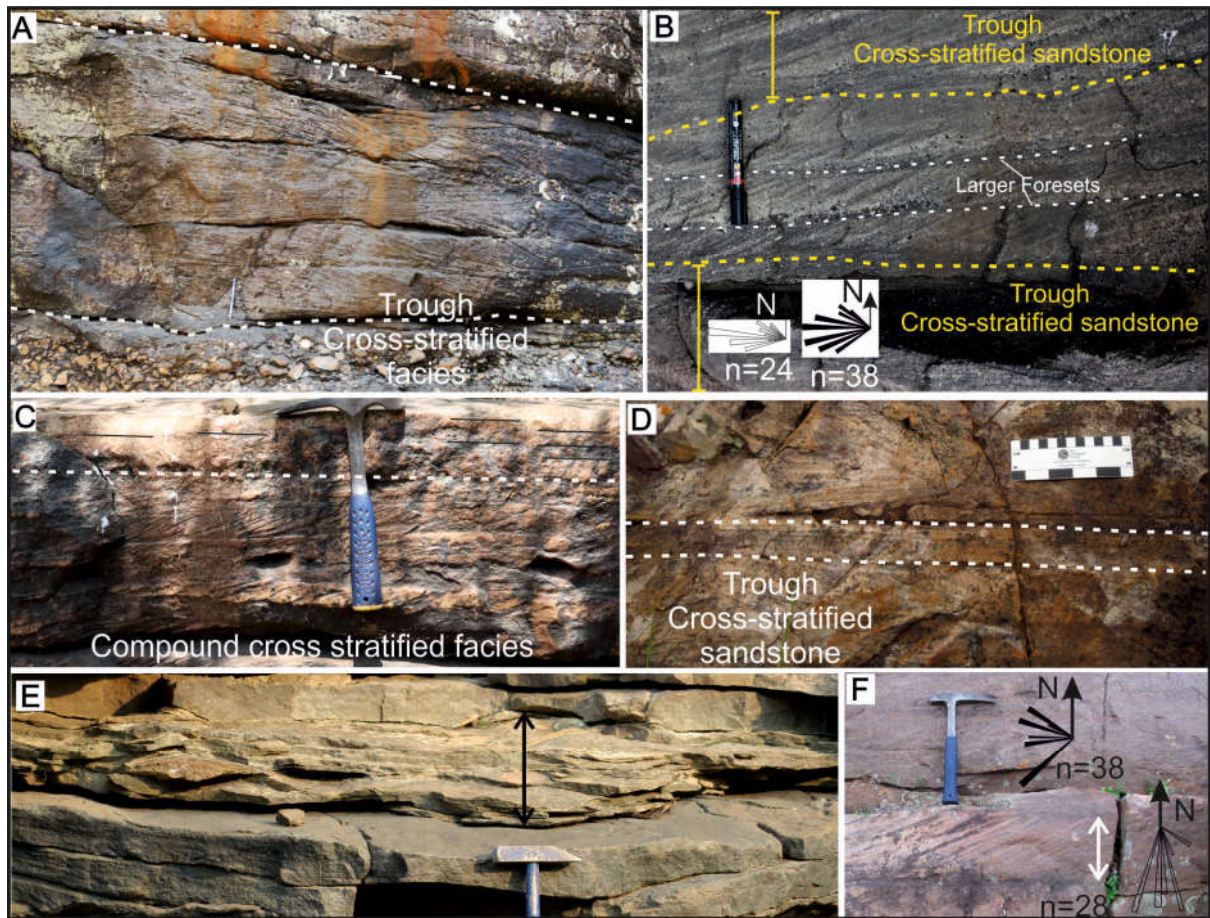 A
Trough
Cross-stratified
facies
B
Trough
Cross-stratified sandstone
Larger Foresets
Trough
Cross-stratified sandstone
N
N
n=24
n=38
C
Compound cross stratified facies
D
Trough
Cross-stratified
sandstone
E
F
N
n=38
N
n=28